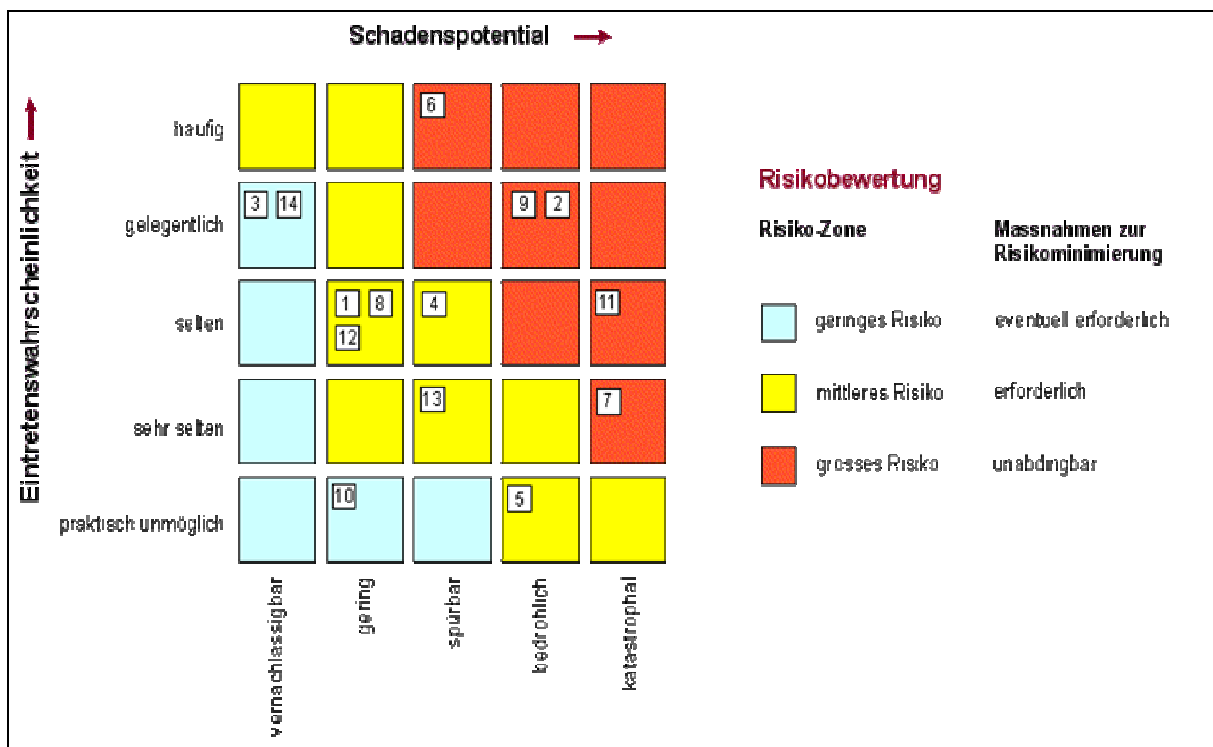 Schadenspotential
Eintretenswahrscheinlichkeit
haufig
6
gelegentlich
3 14
9 2
selten
1 8
12
4
11
sehr selten
13
7
praktisch unmöglich
10
5
vernachlassigbar
gering
spürbar
bedrohlich
katastrophal
Risikobewertung
Risiko-Zone
Massnahmen zur
Risikominimierung
geringes Risiko
eventuell erforderlich
mittleres Risiko
erforderlich
grosses Risiko
unabdingbar